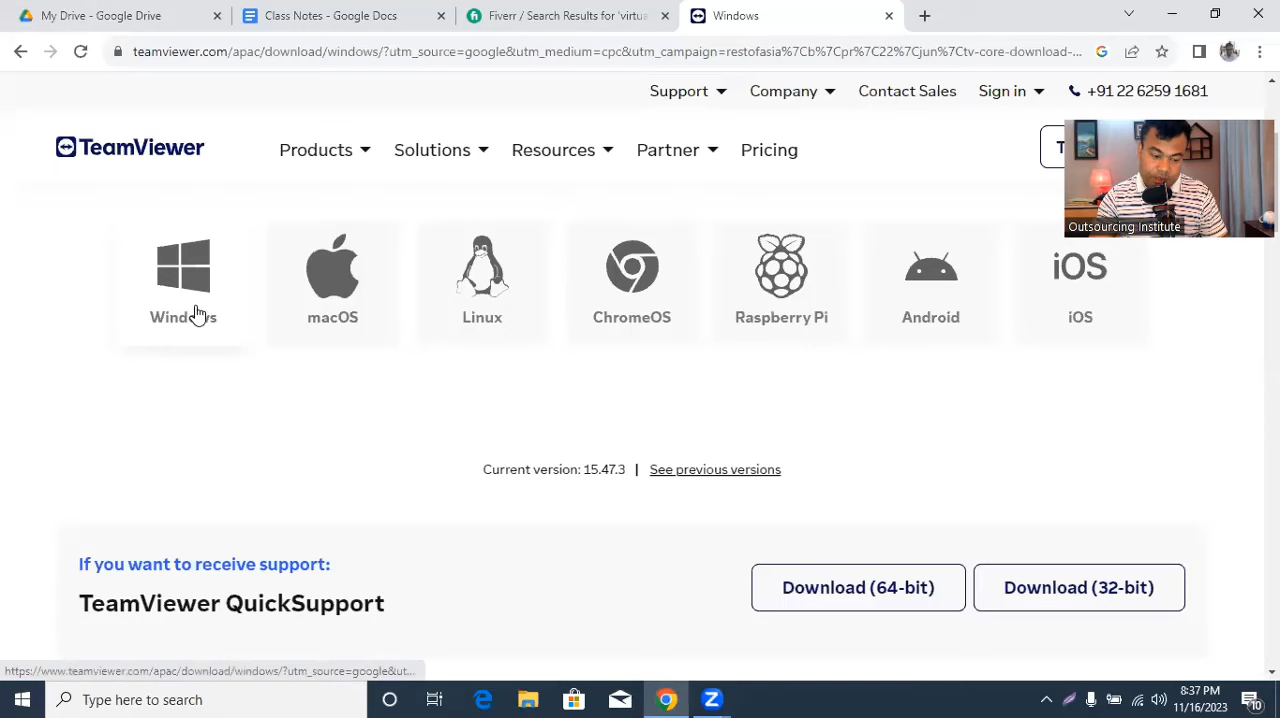 My Drive - Google Drive
Class Notes - Google Docs
Fiverr / Search Results for 'virtua
Windows
teamviewer.com/apac/download/windows/?utm_source=google&utm_medium=cpc&utm_campaign=restofasia%7Cb%7Cpr%7C22%7Cjun%7Ctv-core-download-...
Support
Company
Contact Sales
Sign in
+91 22 6259 1681
TeamViewer
Products
Solutions
Resources
Partner
Pricing
Outsourcing Institute
Windows
macOS
Linux
ChromeOS
Raspberry Pi
Android
iOS
iOS
Current version: 15.47.3 | See previous versions
If you want to receive support:
TeamViewer QuickSupport
Download (64-bit)
Download (32-bit)
https://www.teamviewer.com/apac/download/windows/?utm_source=google&ut...
Type here to search
8:37 PM
11/16/2023
10